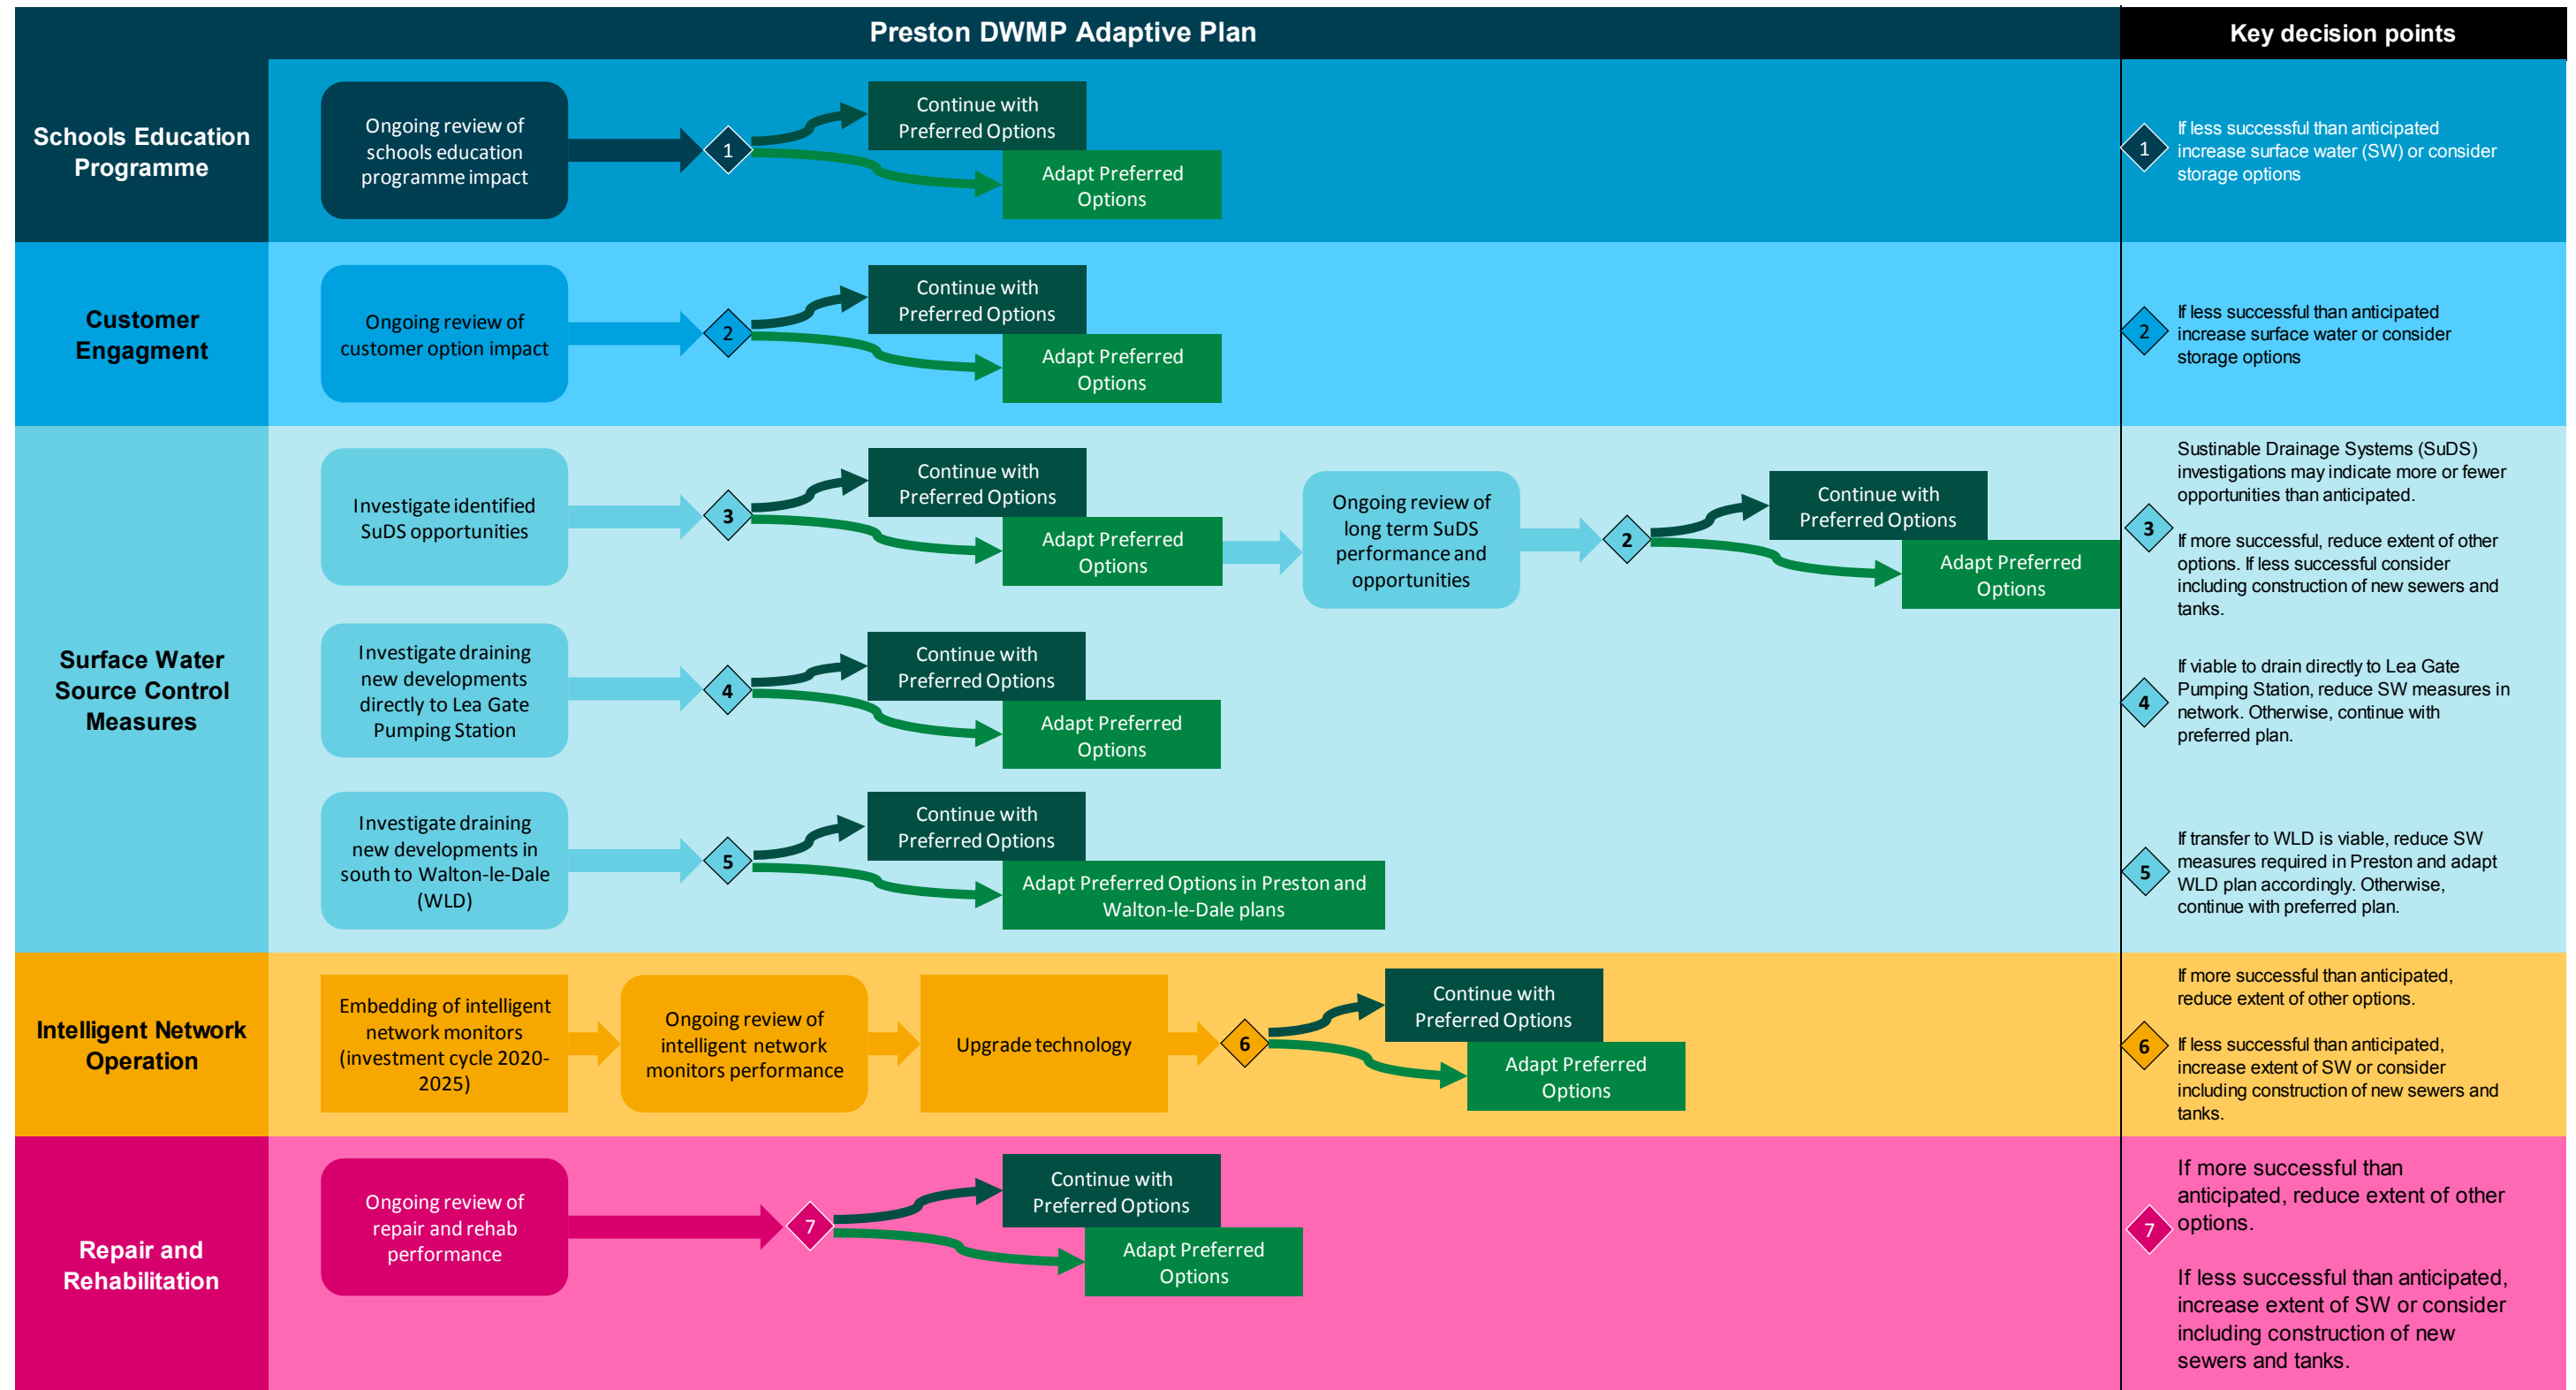 Preston DWMP Adaptive Plan
Key decision points
Schools Education
Programme
Ongoing review of
schools education
programme impact
1
Continue with
Preferred Options
Adapt Preferred
Options
1
If less successful than anticipated
increase surface water (SW) or consider
storage options
Customer
Engagment
Ongoing review of
customer option impact
2
Continue with
Preferred Options
Adapt Preferred
Options
2
If less successful than anticipated
increase surface water or consider
storage options
Surface Water
Source Control
Measures
Investigate identified
SuDS opportunities
3
Continue with
Preferred Options
Adapt Preferred
Options
Ongoing review of
long term SuDS
performance and
opportunities
2
Continue with
Preferred Options
Adapt Preferred
Options
3
Sustinable Drainage Systems (SuDS)
investigations may indicate more or fewer
opportunities than anticipated.
If more successful, reduce extent of other
options. If less successful consider
including construction of new sewers and
tanks.
Investigate draining
new developments
directly to Lea Gate
Pumping Station
4
Continue with
Preferred Options
Adapt Preferred
Options
4
If viable to drain directly to Lea Gate
Pumping Station, reduce SW measures in
network. Otherwise, continue with
preferred plan.
Investigate draining
new developments in
south to Walton-le-Dale
(WLD)
5
Continue with
Preferred Options
Adapt Preferred Options in Preston and
Walton-le-Dale plans
5
If transfer to WLD is viable, reduce SW
measures required in Preston and adapt
WLD plan accordingly. Otherwise,
continue with preferred plan.
Intelligent Network
Operation
Embedding of intelligent
network monitors
(investment cycle 2020-
2025)
Ongoing review of
intelligent network
monitors performance
Upgrade technology
6
Continue with
Preferred Options
Adapt Preferred
Options
6
If more successful than anticipated,
reduce extent of other options.
If less successful than anticipated,
increase extent of SW or consider
including construction of new sewers and
tanks.
Repair and
Rehabilitation
Ongoing review of
repair and rehab
performance
7
Continue with
Preferred Options
Adapt Preferred
Options
7
If more successful than
anticipated, reduce extent of other
options.
If less successful than anticipated,
increase extent of SW or consider
including construction of new
sewers and tanks.